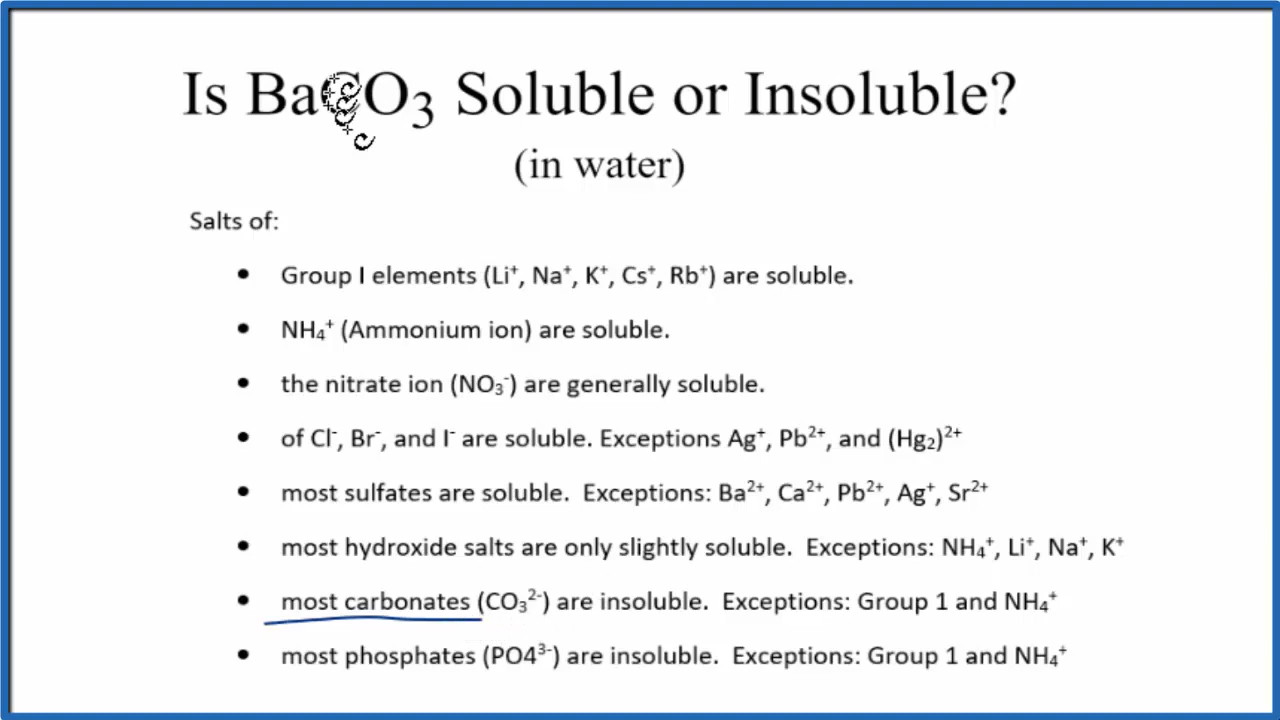 Is BaCO₃ Soluble or Insoluble?
(in water)
Salts of:
• Group I elements (Li⁺, Na⁺, K⁺, Cs⁺, Rb⁺) are soluble.
• NH₄⁺ (Ammonium ion) are soluble.
• the nitrate ion (NO₃⁻) are generally soluble.
• of Cl⁻, Br⁻, and I⁻ are soluble. Exceptions Ag⁺, Pb²⁺, and (Hg₂)²⁺
• most sulfates are soluble. Exceptions: Ba²⁺, Ca²⁺, Pb²⁺, Ag⁺, Sr²⁺
• most hydroxide salts are only slightly soluble. Exceptions: NH₄⁺, Li⁺, Na⁺, K⁺
• most carbonates (CO₃²⁻) are insoluble. Exceptions: Group 1 and NH₄⁺
• most phosphates (PO4³⁻) are insoluble. Exceptions: Group 1 and NH₄⁺